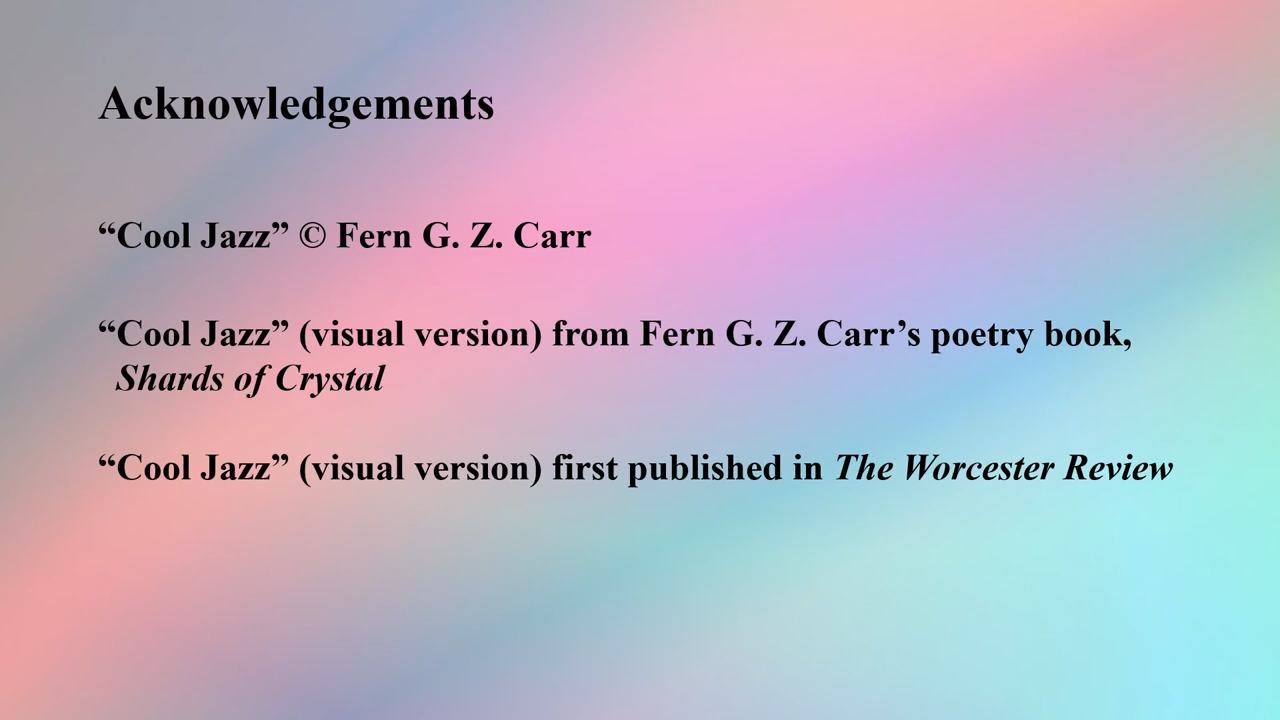 Acknowledgements
“Cool Jazz” © Fern G. Z. Carr
“Cool Jazz” (visual version) from Fern G. Z. Carr’s poetry book,
Shards of Crystal
“Cool Jazz” (visual version) first published in The Worcester Review